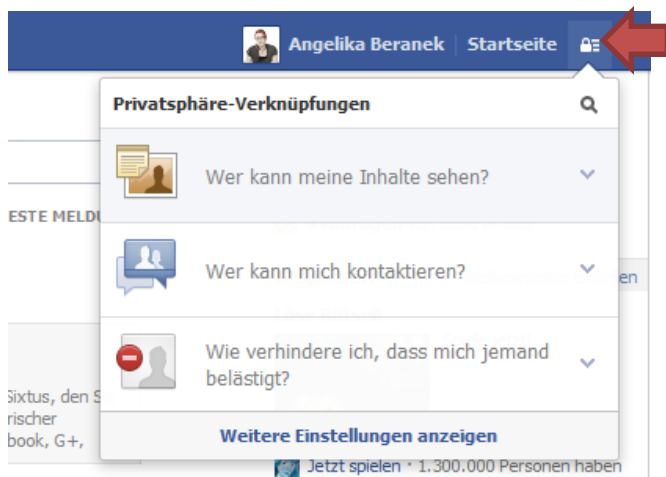 Angelika Beranek Startseite
Privatsphäre-Verknüpfungen
Wer kann meine Inhalte sehen?
ESTE MELDU
Wer kann mich kontaktieren?
en
Wie verhindere ich, dass mich jemand
belästigt?
Sixtus, den S
rischer
book, G+,
Weitere Einstellungen anzeigen
Jetzt spielen · 1.300.000 Personen haben